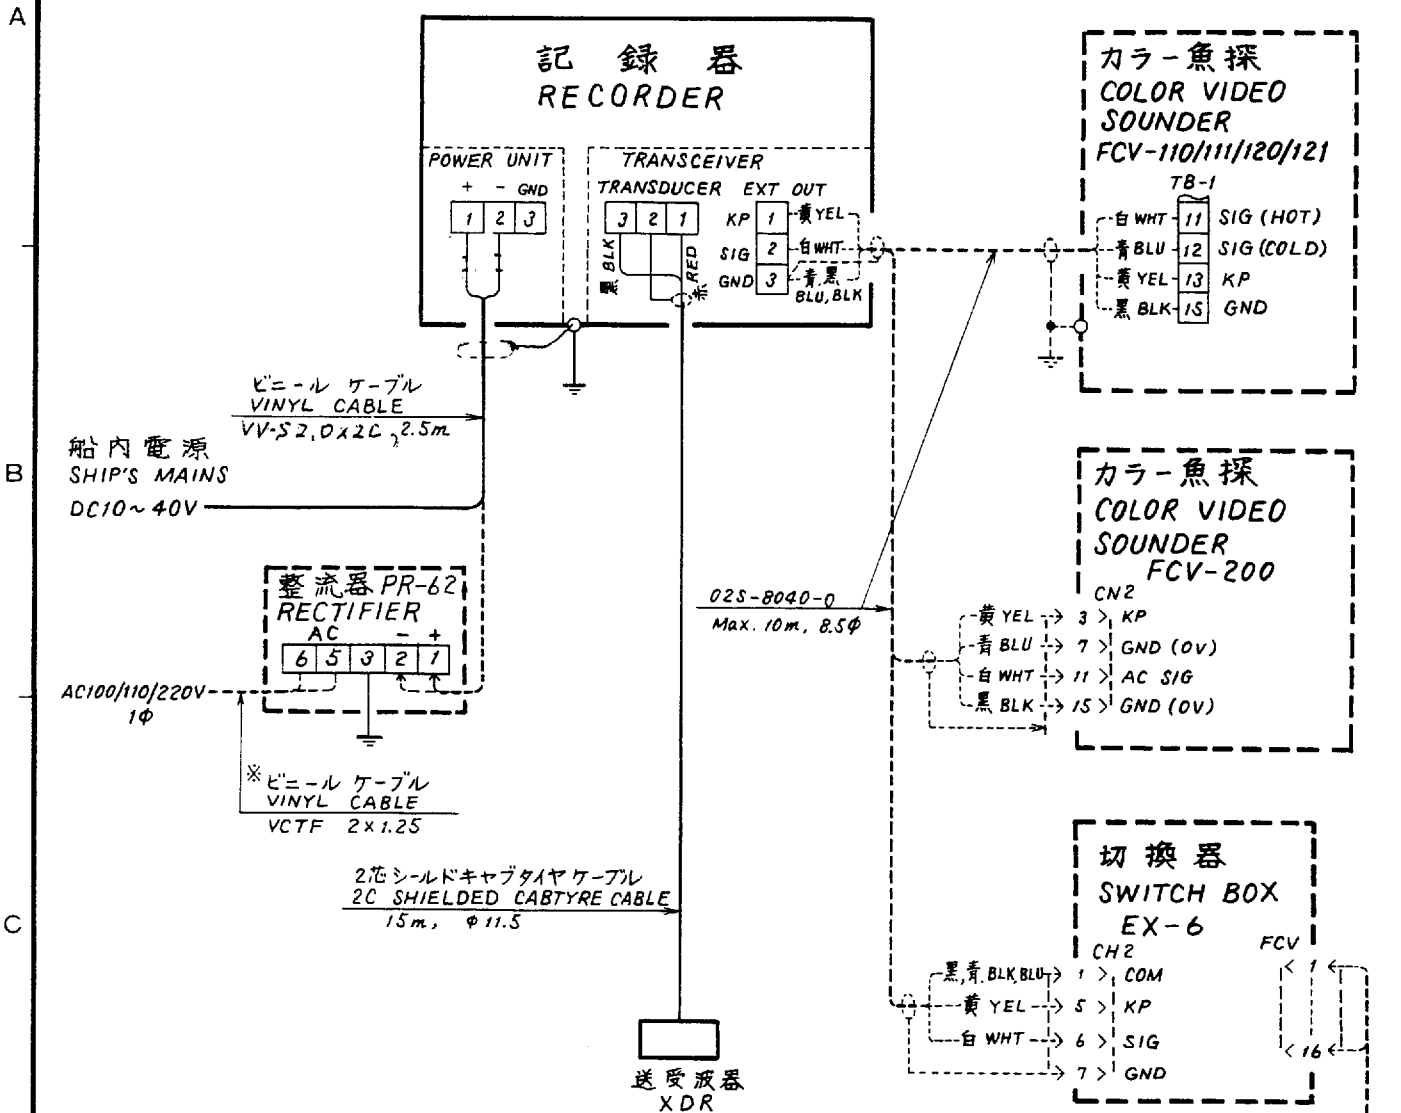 A
B
C
記録器
RECORDER
POWER UNIT
+ - GND
1 2 3
TRANSCEIVER
TRANSDUCER EXT OUT
3 2 1
黒 BLK
赤 RED
KP 1 黄 YEL
SIG 2 白 WHT
GND 3 青,黒
BLU, BLK
カラー魚探
COLOR VIDEO
SOUNDER
FCV-110/111/120/121
TB-1
白 WHT 11 SIG (HOT)
青 BLU 12 SIG (COLD)
黄 YEL 13 KP
黒 BLK 15 GND
ビニール ケーブル
VINYL CABLE
VV-S 2.0x2C, 2.5m
船内電源
SHIP'S MAINS
DC10~40V
整流器 PR-62
RECTIFIER
AC - +
6 5 3 2 1
AC100/110/220V
1φ
※ビニール ケーブル
VINYL CABLE
VCTF 2×1.25
02S-8040-0
Max. 10m, 8.5φ
カラー魚探
COLOR VIDEO
SOUNDER
FCV-200
CN2
黄 YEL 3 KP
青 BLU 7 GND (0V)
白 WHT 11 AC SIG
黒 BLK 15 GND (0V)
2芯シールドキャブタイヤケーブル
2C SHIELDED CABTYRE CABLE
15m, φ11.5
送受波器
XDR
切換器
SWITCH BOX
EX-6
CH2
FCV
黒,青 BLK,BLU 1 COM
黄 YEL 5 KP
白 WHT 6 SIG
7 GND
1
16